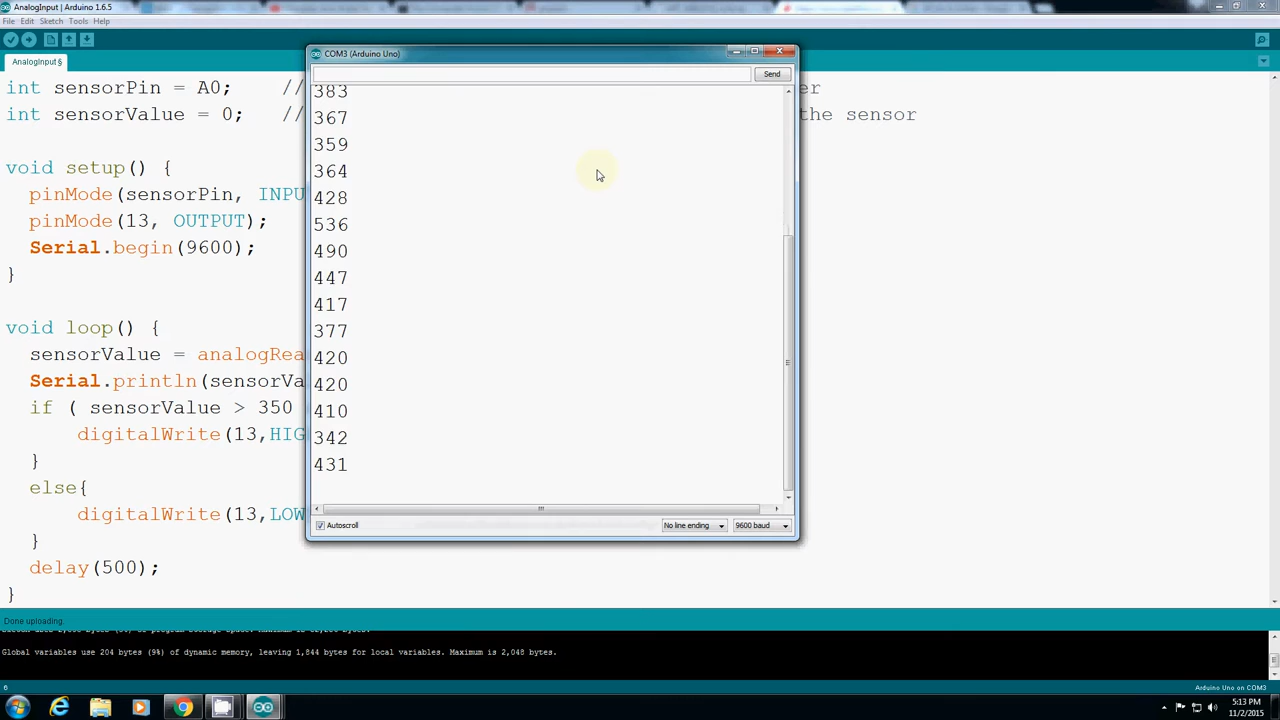 AnalogInput | Arduino 1.6.5
File Edit Sketch Tools Help
AnalogInput §
COM3 (Arduino Uno)
Send
int sensorPin = A0; //
int sensorValue = 0; // the sensor
void setup() {
pinMode(sensorPin, INPU
pinMode(13, OUTPUT);
Serial.begin(9600);
}
void loop() {
sensorValue = analogRea
Serial.println(sensorVa
if ( sensorValue > 350
digitalWrite(13,HIG
}
else{
digitalWrite(13,LOW
}
delay(500);
}
383
367
359
364
428
536
490
447
417
377
420
420
410
342
431
Autoscroll
No line ending
9600 baud
Done uploading.
Global variables use 204 bytes (9%) of dynamic memory, leaving 1,844 bytes for local variables. Maximum is 2,048 bytes.
6
Arduino Uno on COM3
5:13 PM
11/2/2015